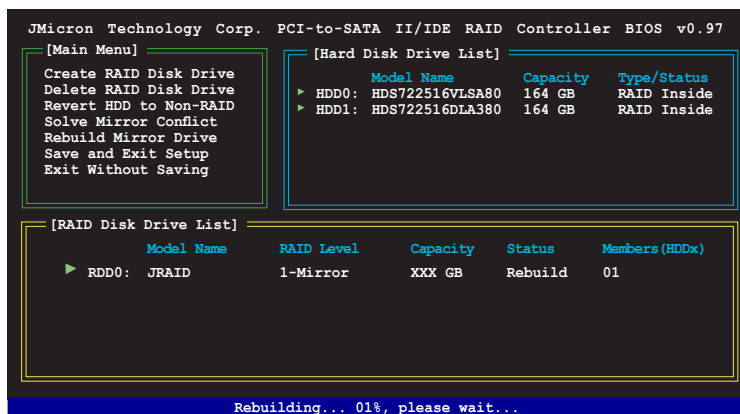 JMicron Technology Corp. PCI-to-SATA II/IDE RAID Controller BIOS v0.97
[Main Menu]
Create RAID Disk Drive
Delete RAID Disk Drive
Revert HDD to Non-RAID
Solve Mirror Conflict
Rebuild Mirror Drive
Save and Exit Setup
Exit Without Saving
[Hard Disk Drive List]
Model Name Capacity Type/Status
HDD0: HDS722516VLSA80 164 GB RAID Inside
HDD1: HDS722516DLA380 164 GB RAID Inside
[RAID Disk Drive List]
Model Name RAID Level Capacity Status Members(HDDx)
RDD0: JRAID 1-Mirror XXX GB Rebuild 01
Rebuilding... 01%, please wait...